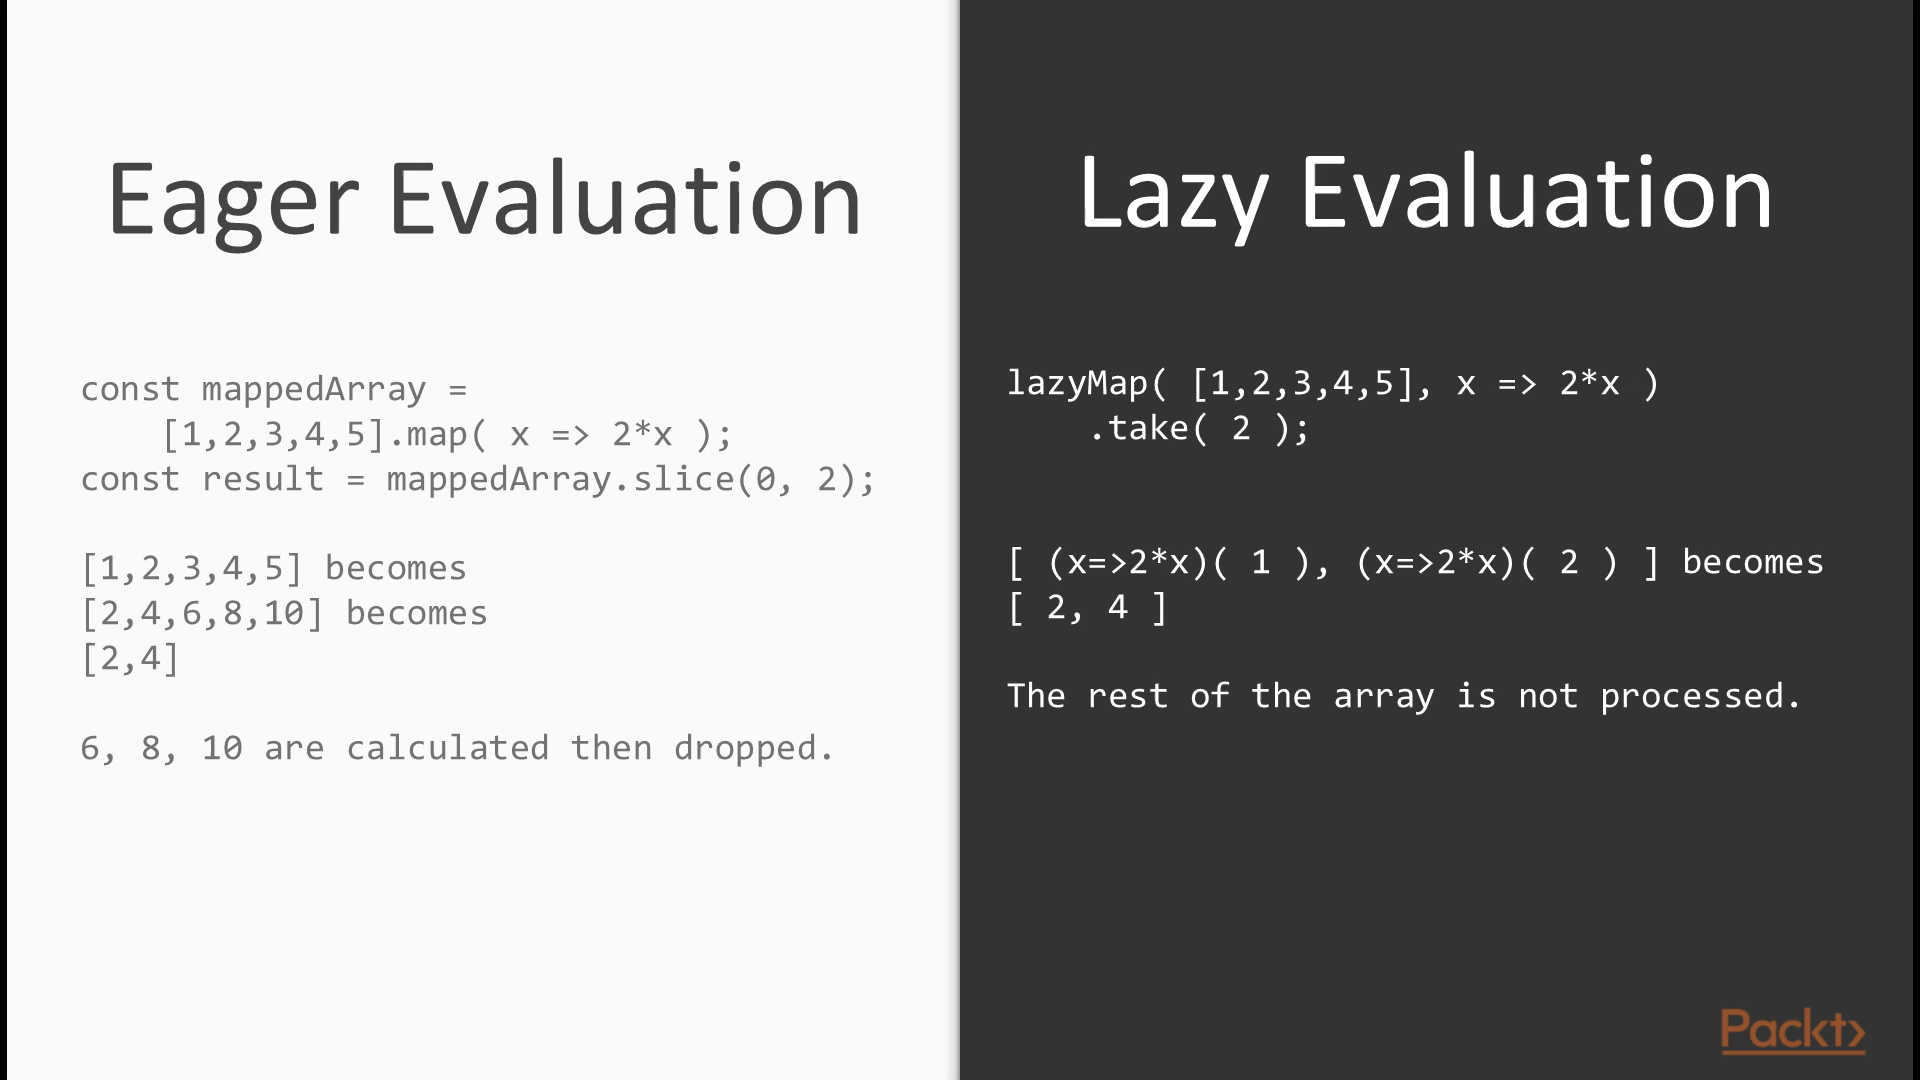 Eager Evaluation
const mappedArray =
    [1,2,3,4,5].map( x => 2*x );
const result = mappedArray.slice(0, 2);
[1,2,3,4,5] becomes
[2,4,6,8,10] becomes
[2,4]
6, 8, 10 are calculated then dropped.
Lazy Evaluation
lazyMap( [1,2,3,4,5], x => 2*x )
    .take( 2 );
[ (x=>2*x)( 1 ), (x=>2*x)( 2 ) ] becomes
[ 2, 4 ]
The rest of the array is not processed.
Packt>